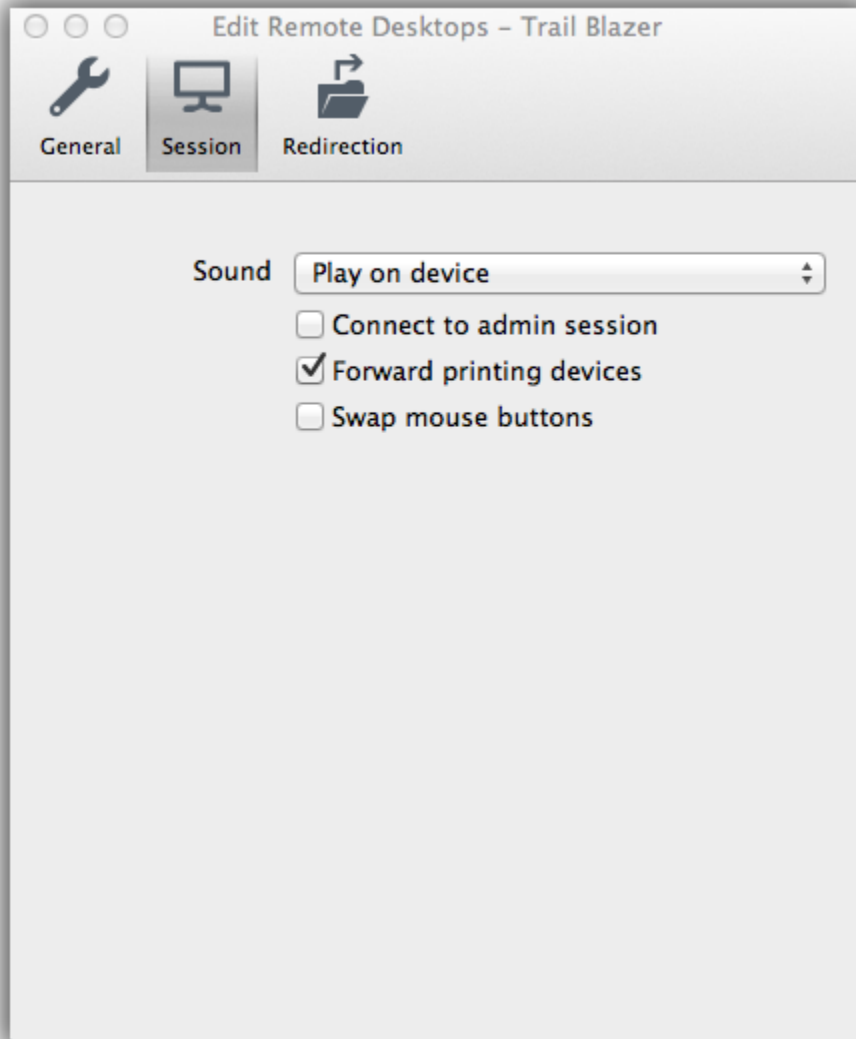 Edit Remote Desktops – Trail Blazer
General Session Redirection
Sound Play on device
Connect to admin session
Forward printing devices
Swap mouse buttons